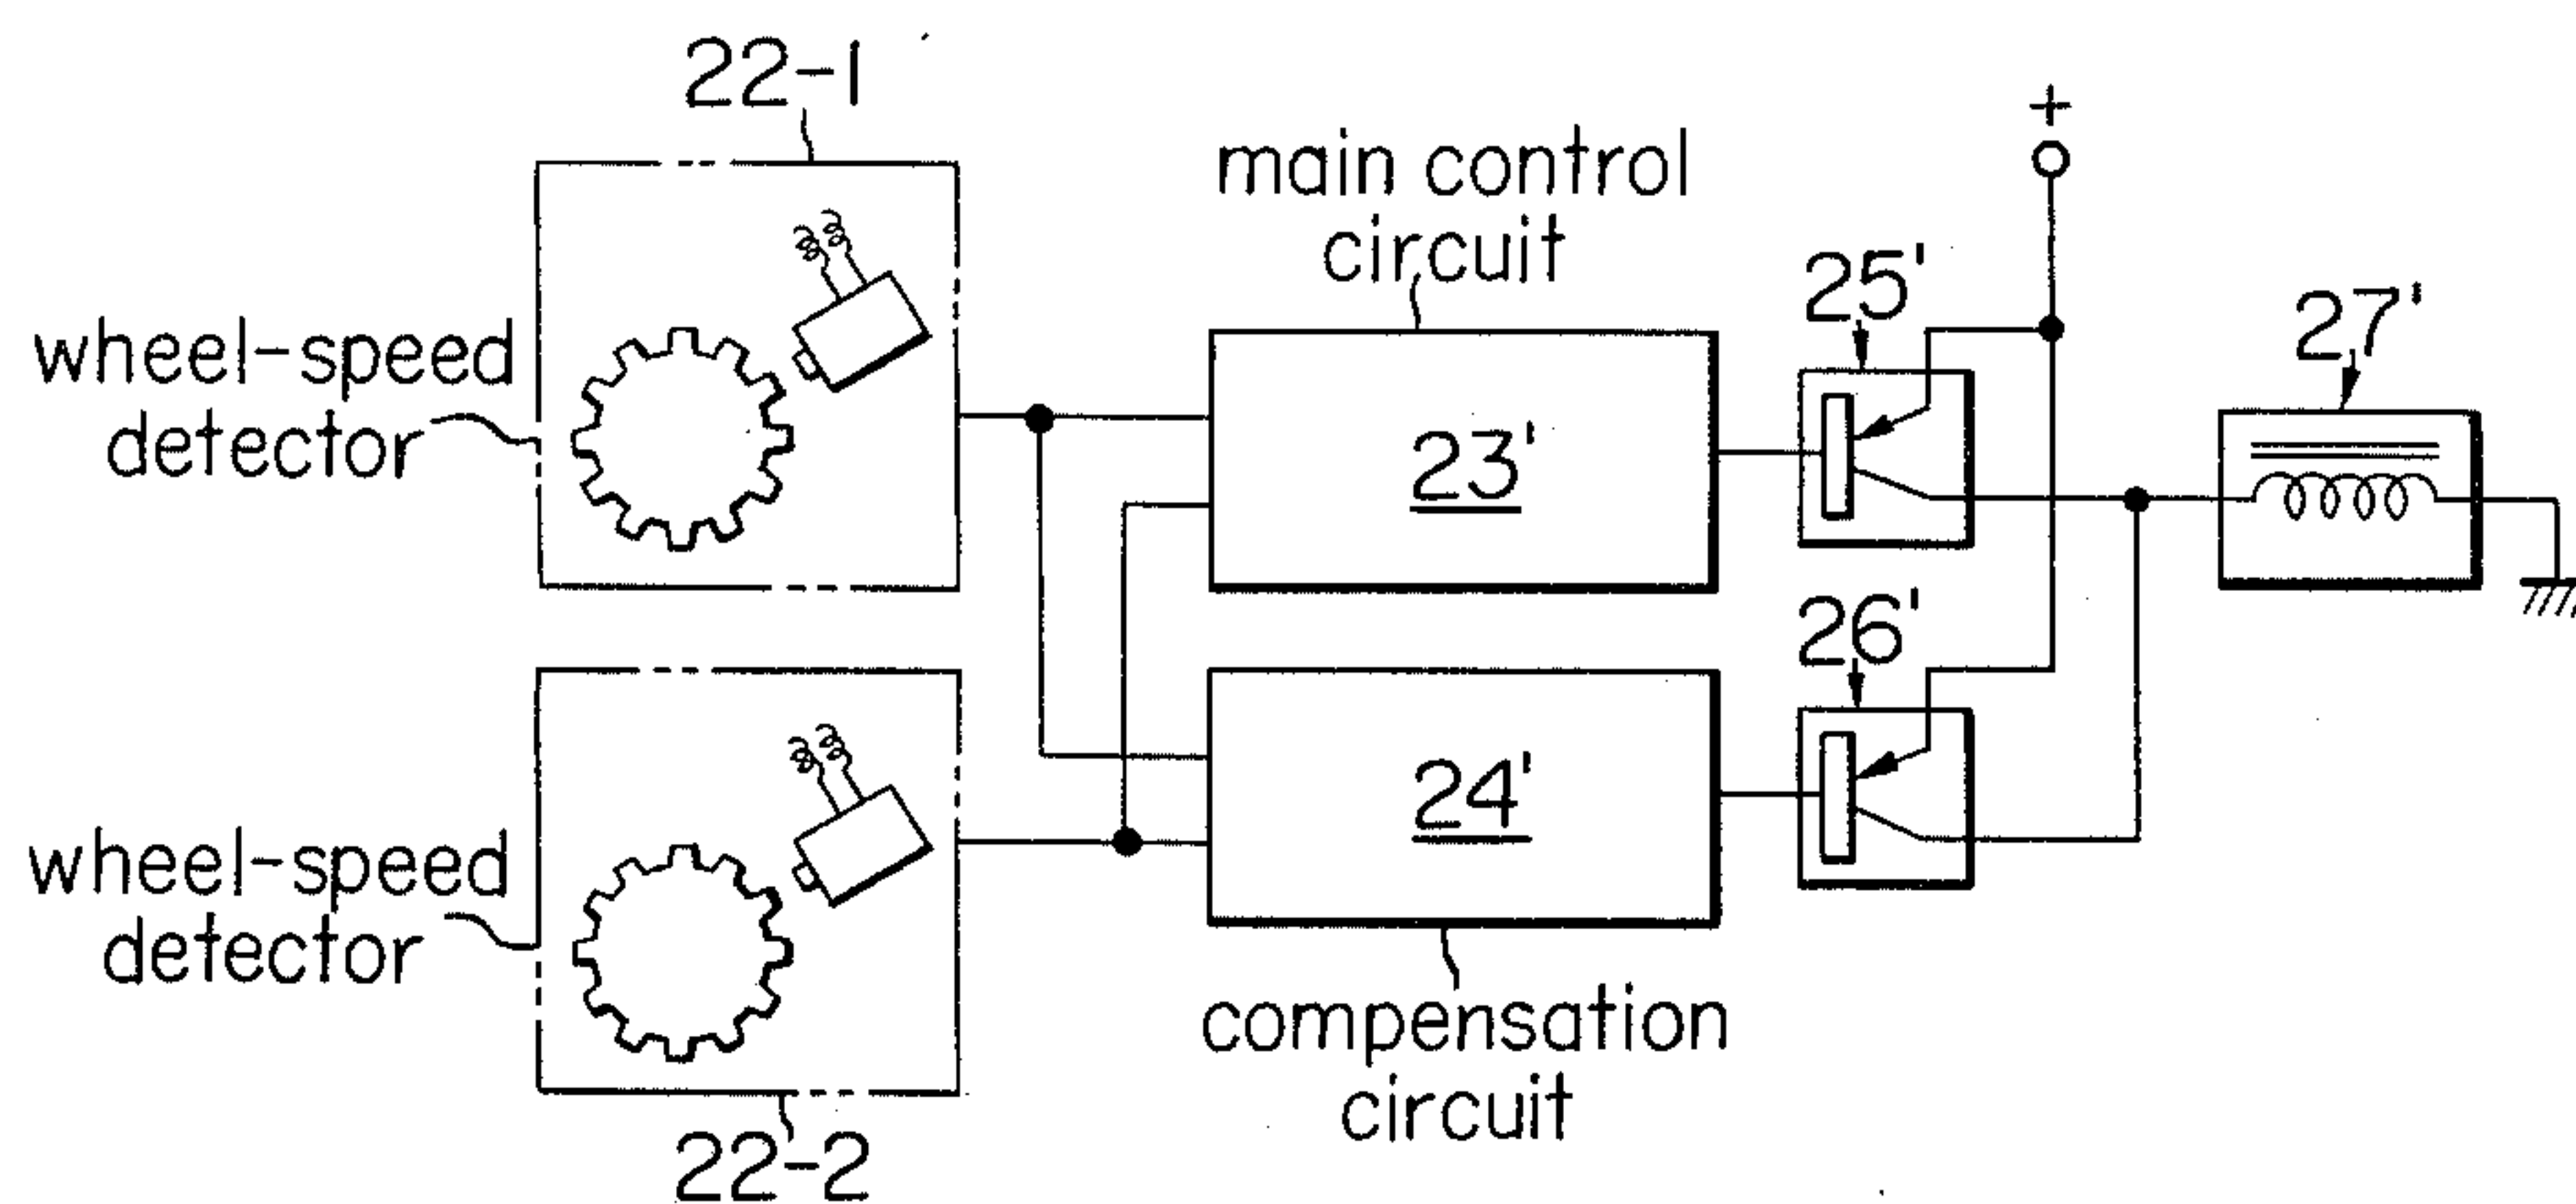 22-1
+
main control
circuit
25'
27'
wheel-speed
detector
23'
26'
24'
wheel-speed
detector
compensation
circuit
22-2